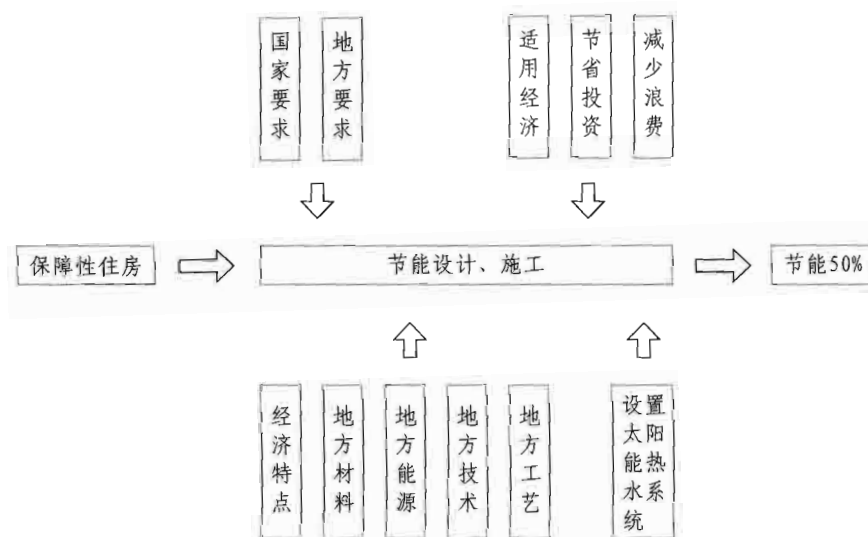 国家要求
地方要求
适用经济
节省投资
减少浪费
保障性住房
节能设计、施工
节能50%
经济特点
地方材料
地方能源
地方技术
地方工艺
设置太阳能热水系统